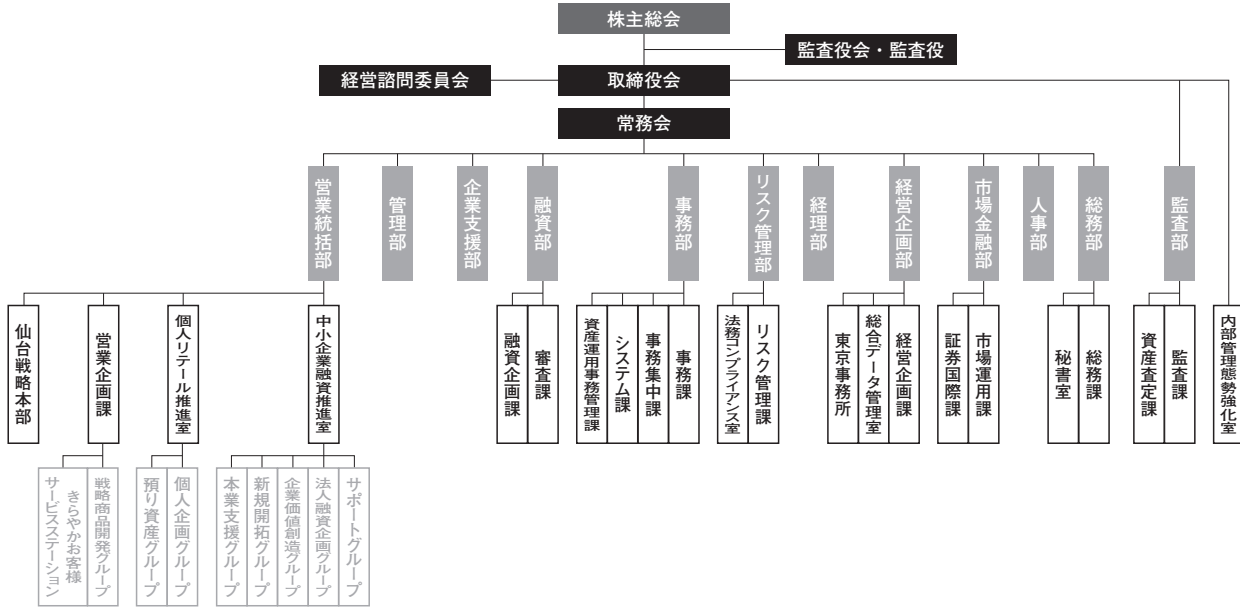 株主総会
監査役会・監査役
経営諮問委員会
取締役会
常務会
営業統括部
管理部
企業支援部
融資部
事務部
リスク管理部
経理部
経営企画部
市場金融部
人事部
総務部
監査部
仙台戦略本部
営業企画課
個人リテール推進室
中小企業融資推進室
融資企画課
審査課
資産運用事務管理課
システム課
事務集中課
事務課
法務コンプライアンス室
リスク管理課
東京事務所
総合データ管理室
経営企画課
証券国際課
市場運用課
秘書室
総務課
資産査定課
監査課
内部管理態勢強化室
きらやかお客様
サービスステーション
戦略商品開発グループ
預り資産グループ
個人企画グループ
本業支援グループ
新規開拓グループ
企業価値創造グループ
法人融資企画グループ
サポートグループ